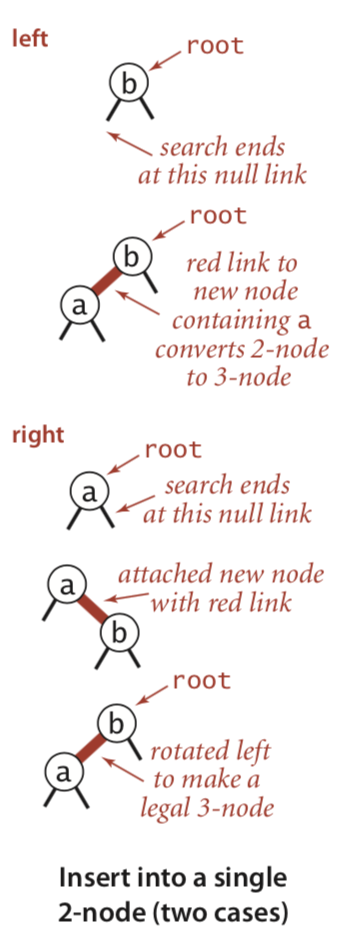 left
root
b
search ends
at this null link
root
b
a
red link to
new node
containing a
converts 2-node
to 3-node
right
root
a
search ends
at this null link
a
attached new node
with red link
b
root
b
a
rotated left
to make a
legal 3-node
Insert into a single
2-node (two cases)